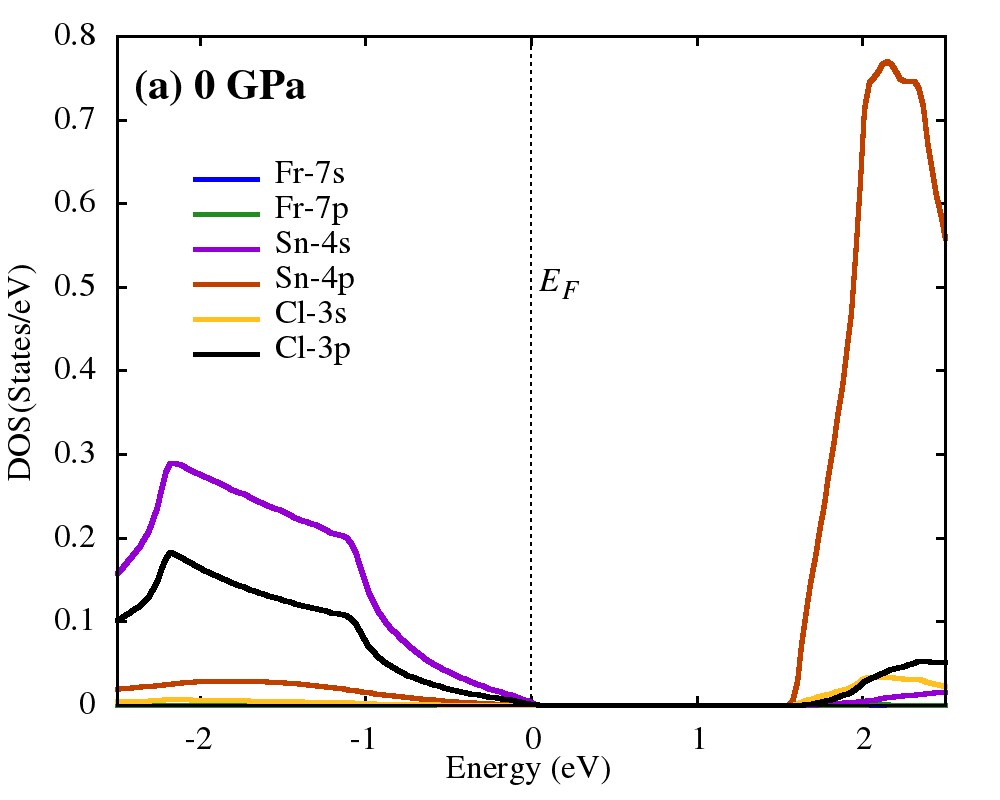 (a) 0 GPa
Fr-7s
Fr-7p
Sn-4s
Sn-4p
Cl-3s
Cl-3p
E_F
DOS(States/eV)
0.8
0.7
0.6
0.5
0.4
0.3
0.2
0.1
0
-2 -1 0 1 2
Energy (eV)